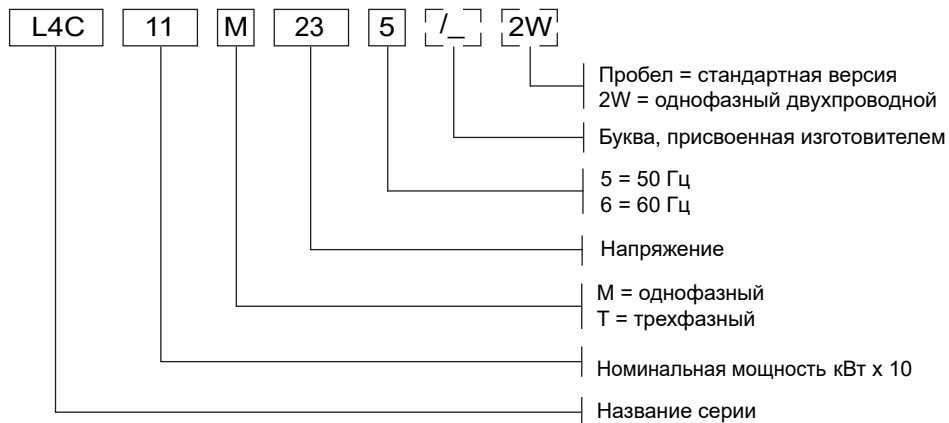 L4C 11 M 23 5 /_ 2W
Пробел = стандартная версия
2W = однофазный двухпроводной
Буква, присвоенная изготовителем
5 = 50 Гц
6 = 60 Гц
Напряжение
М = однофазный
Т = трехфазный
Номинальная мощность кВт x 10
Название серии